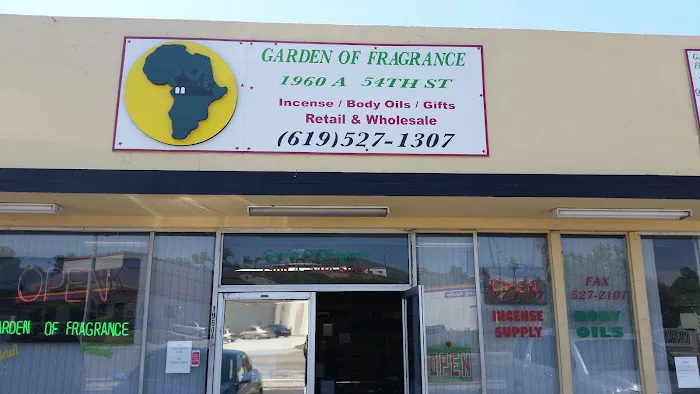 GARDEN OF FRAGRANCE
1960 A 54TH ST
Incense / Body Oils / Gifts
Retail & Wholesale
(619)527-1307
OPEN
GARDEN OF FRAGRANCE
1960 A
INCENSE
SUPPLY
OPEN
FAX
527-2101
BODY
OILS